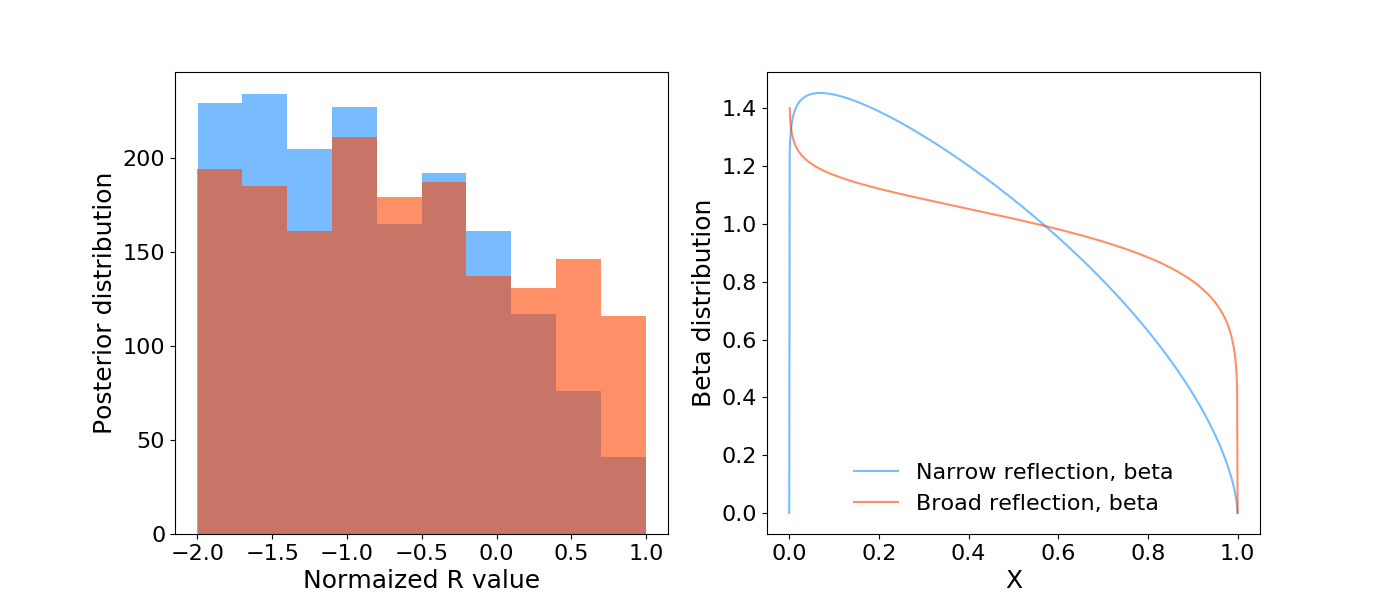 Posterior distribution
200
150
100
50
0
−2.0 −1.5 −1.0 −0.5 0.0 0.5 1.0
Normaized R value
Beta distribution
1.4
1.2
1.0
0.8
0.6
0.4
0.2
0.0
Narrow reflection, beta
Broad reflection, beta
0.0 0.2 0.4 0.6 0.8 1.0
X